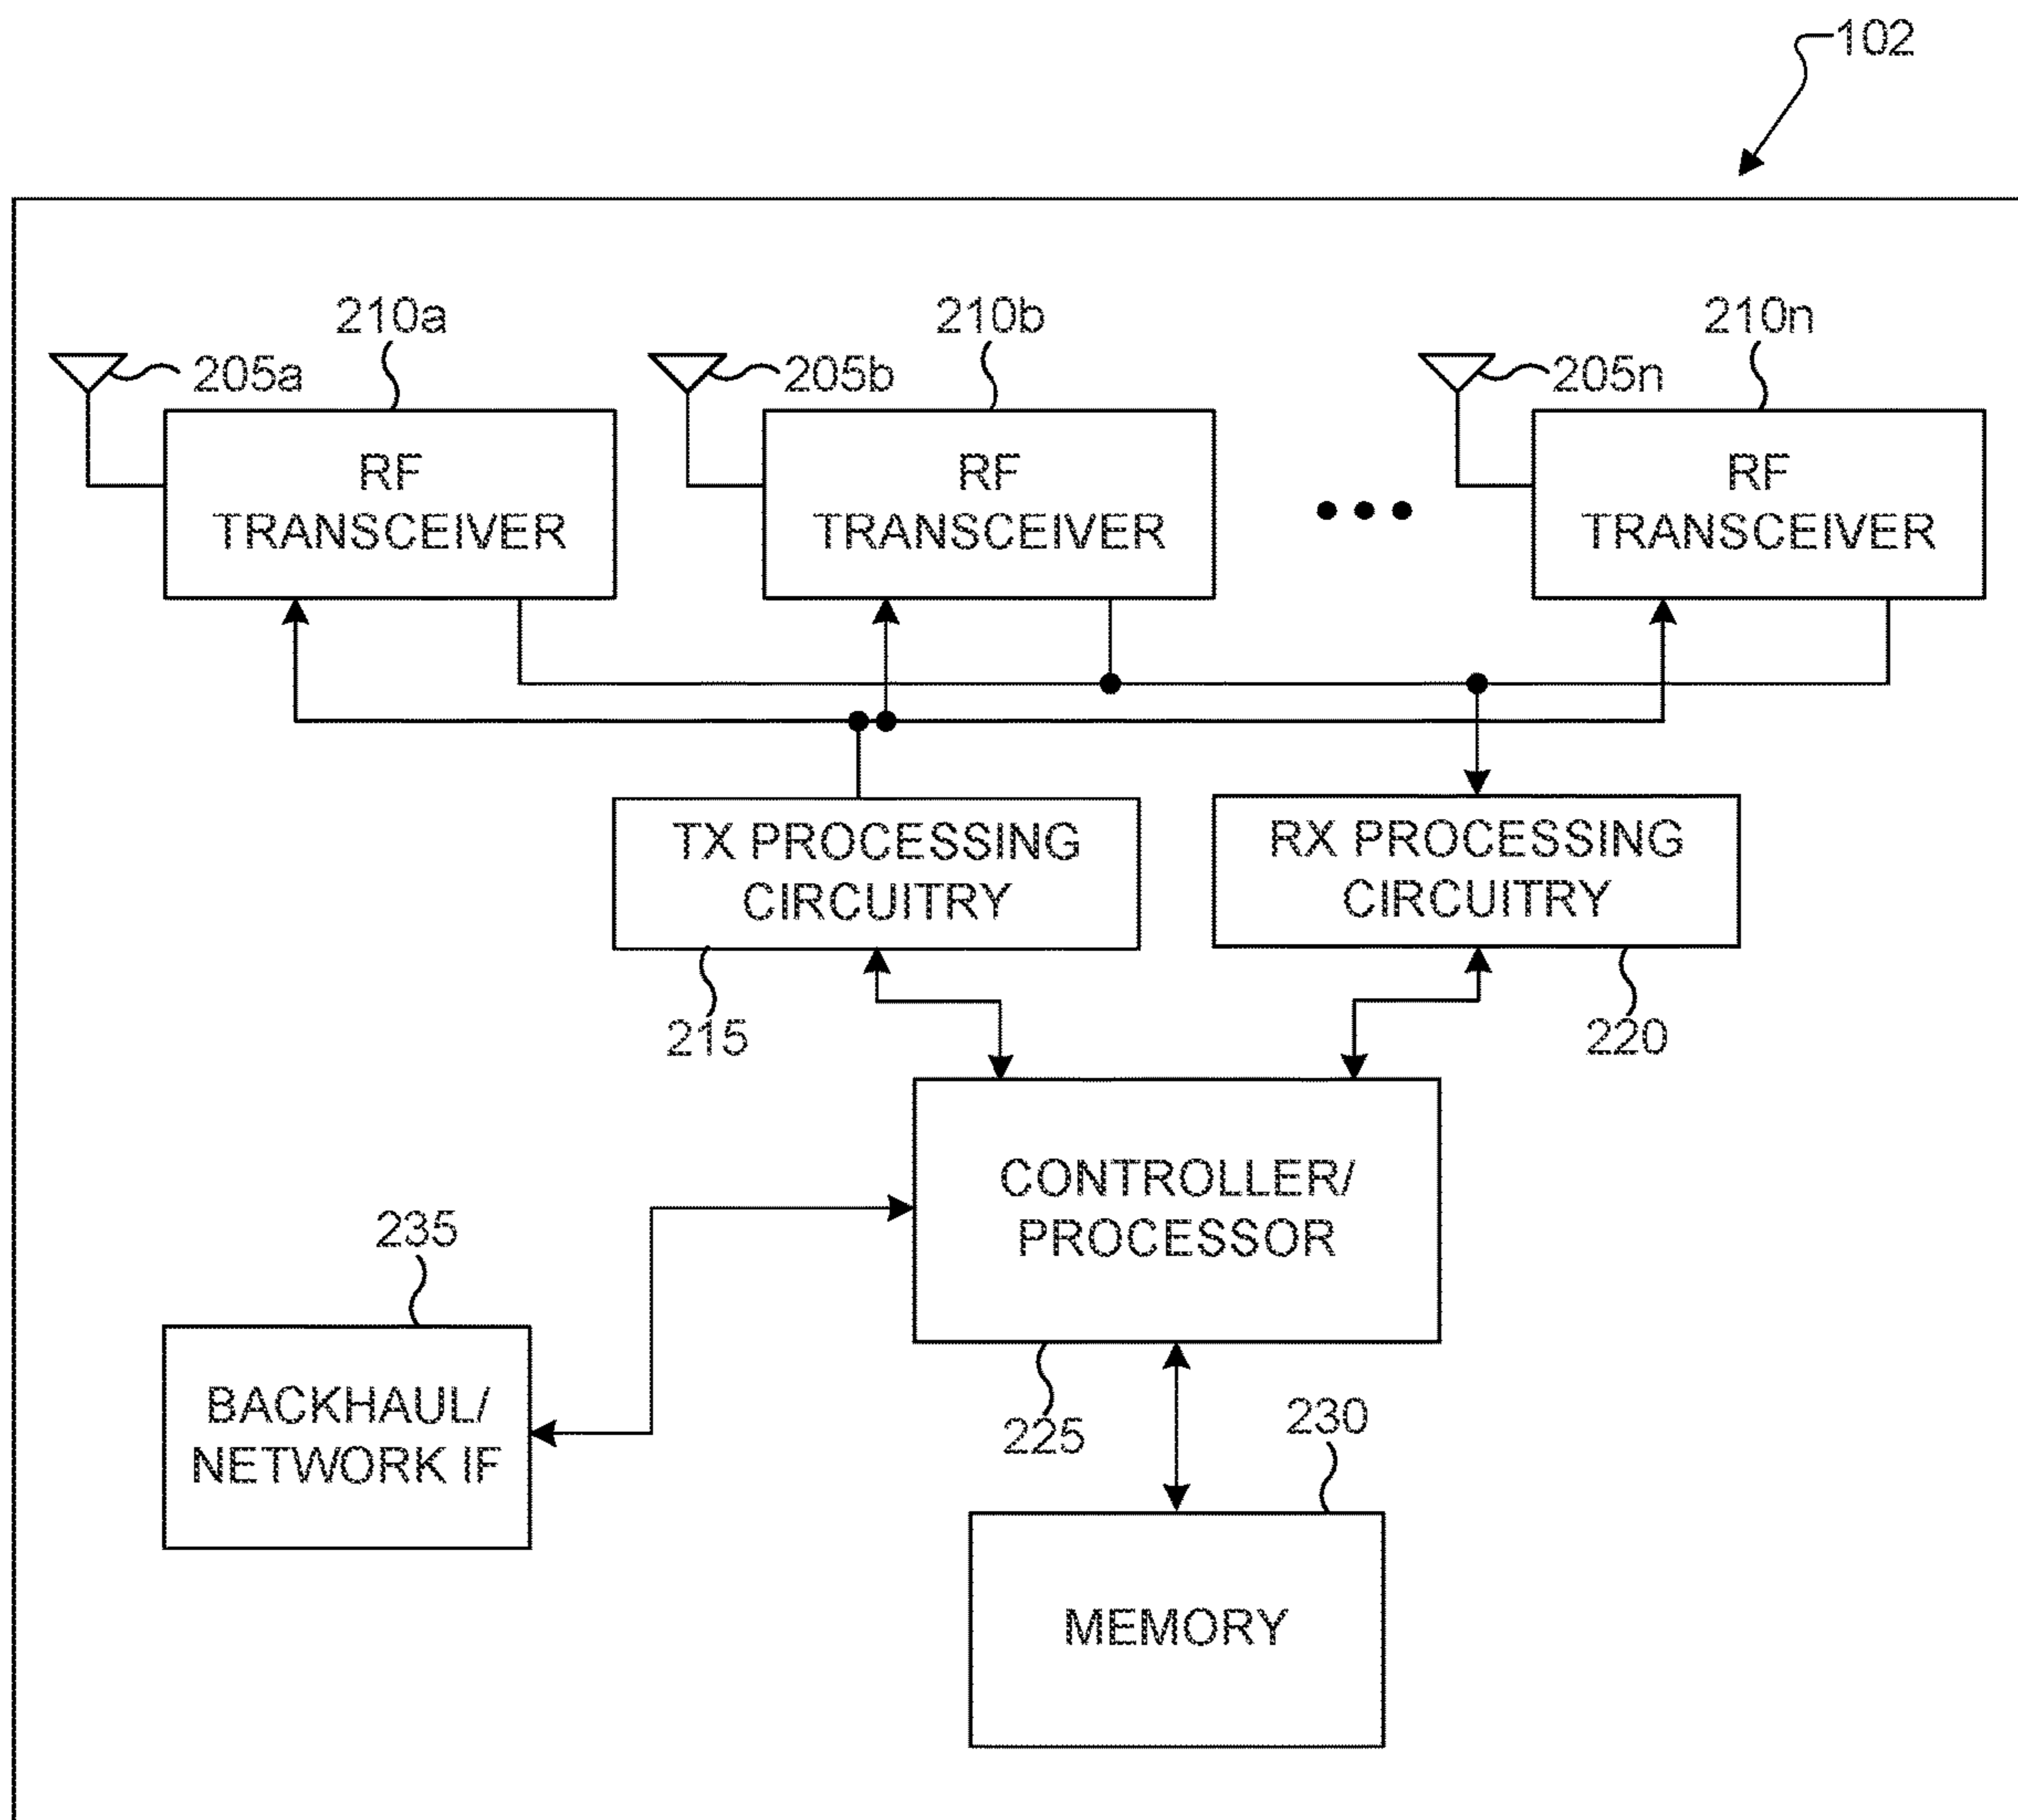 102
210a
210b
210n
205a
205b
205n
RF
TRANSCEIVER
RF
TRANSCEIVER
RF
TRANSCEIVER
TX PROCESSING
CIRCUITRY
RX PROCESSING
CIRCUITRY
215
220
CONTROLLER/
PROCESSOR
235
BACKHAUL/
NETWORK IF
225
230
MEMORY